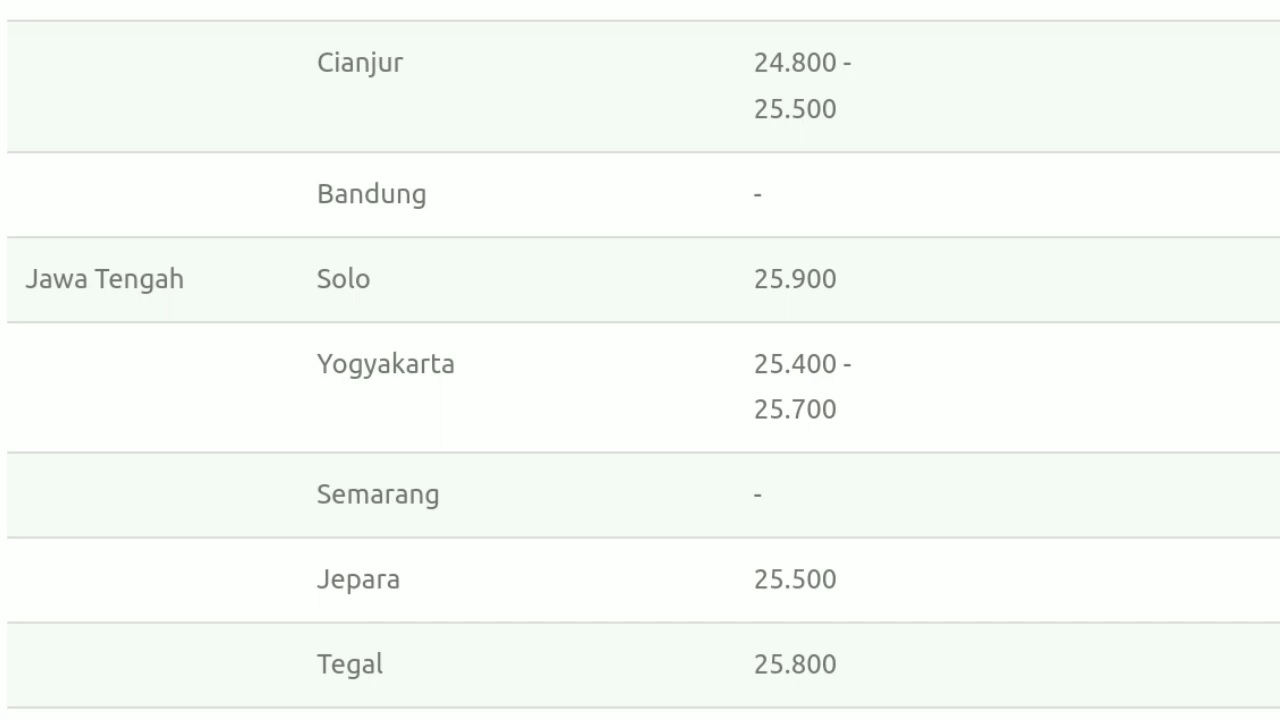 Cianjur 24.800 -
25.500
Bandung -
Jawa Tengah Solo 25.900
Yogyakarta 25.400 -
25.700
Semarang -
Jepara 25.500
Tegal 25.800